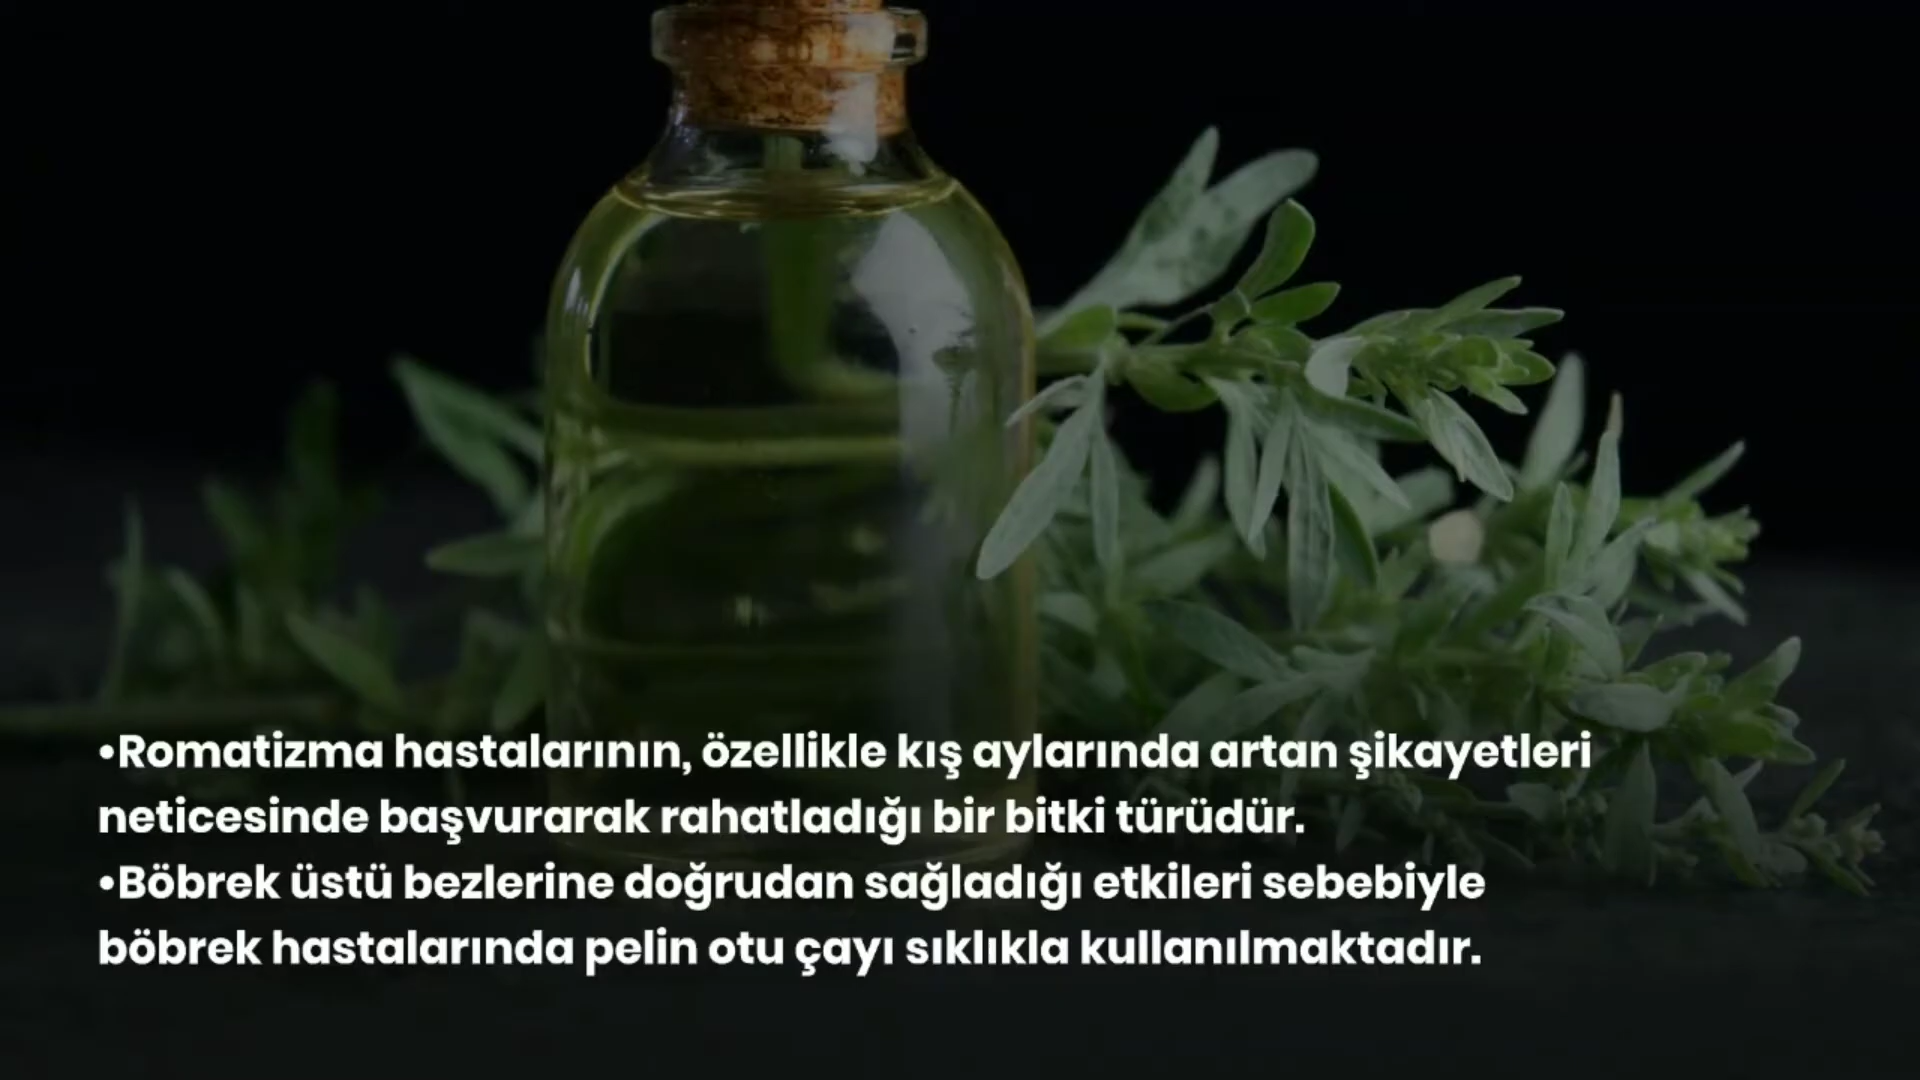 •Romatizma hastalarının, özellikle kış aylarında artan şikayetleri
neticesinde başvurarak rahatladığı bir bitki türüdür.
•Böbrek üstü bezlerine doğrudan sağladığı etkileri sebebiyle
böbrek hastalarında pelin otu çayı sıklıkla kullanılmaktadır.